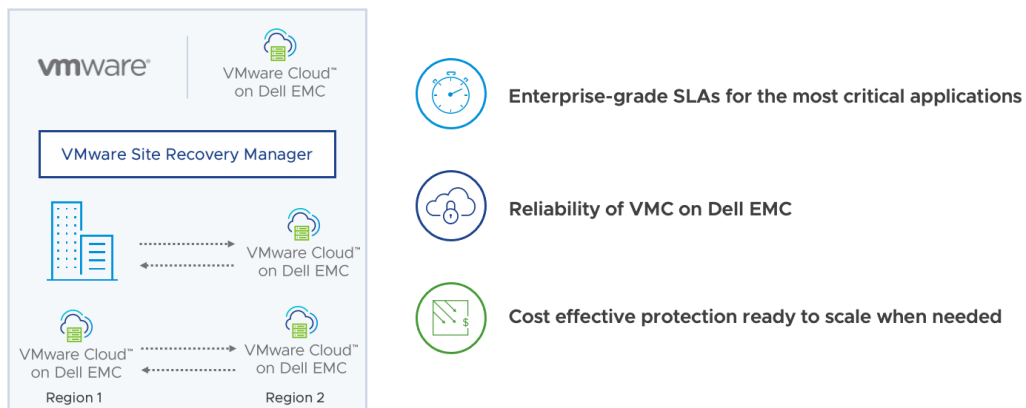 vmware®
VMware Cloud™
on Dell EMC
VMware Site Recovery Manager
VMware Cloud™
on Dell EMC
VMware Cloud™
on Dell EMC
VMware Cloud™
on Dell EMC
Region 1
Region 2
Enterprise-grade SLAs for the most critical applications
Reliability of VMC on Dell EMC
$
Cost effective protection ready to scale when needed